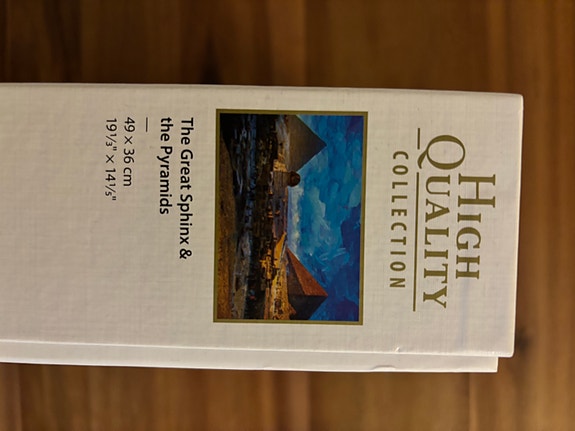 HIGH
QUALITY
COLLECTION
The Great Sphinx &
the Pyramids
—
49 × 36 cm
19⅓" × 14⅕"